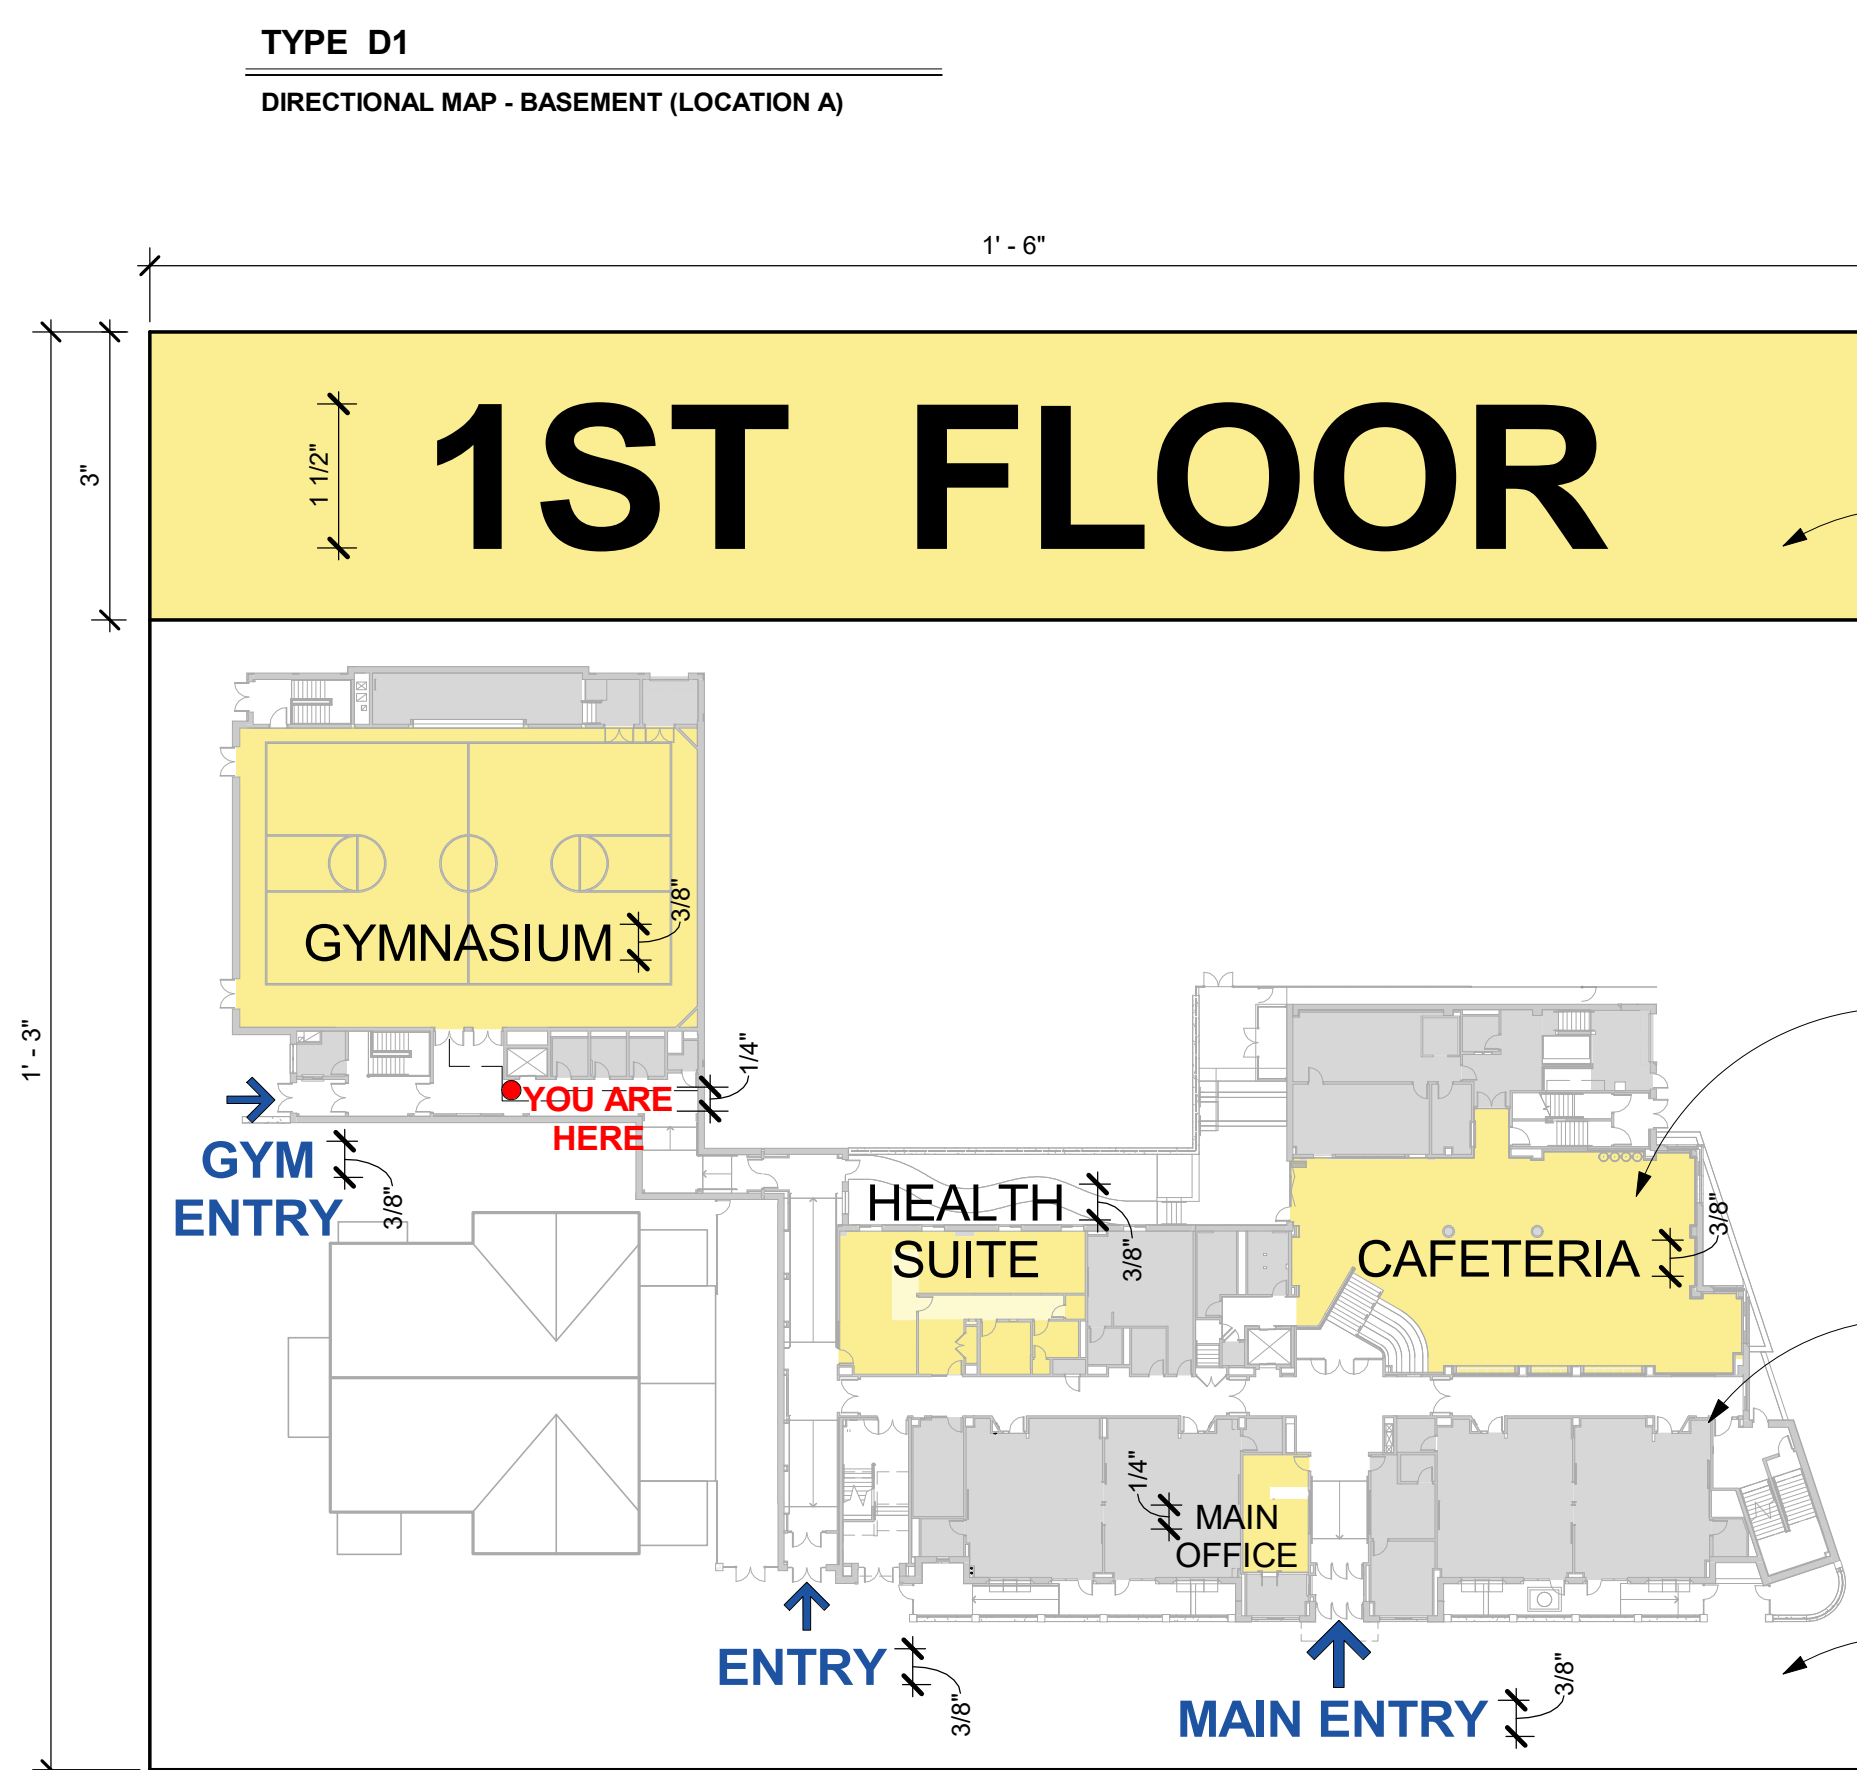 TYPE D1
DIRECTIONAL MAP - BASEMENT (LOCATION A)
1' - 6"
3"
1 1/2"
1ST FLOOR
1' - 3"
GYMNASIUM
3/8"
YOU ARE
HERE
1/4"
GYM
ENTRY
3/8"
HEALTH
SUITE
3/8"
CAFETERIA
3/8"
1/4"
MAIN
OFFICE
ENTRY
3/8"
MAIN ENTRY
3/8"